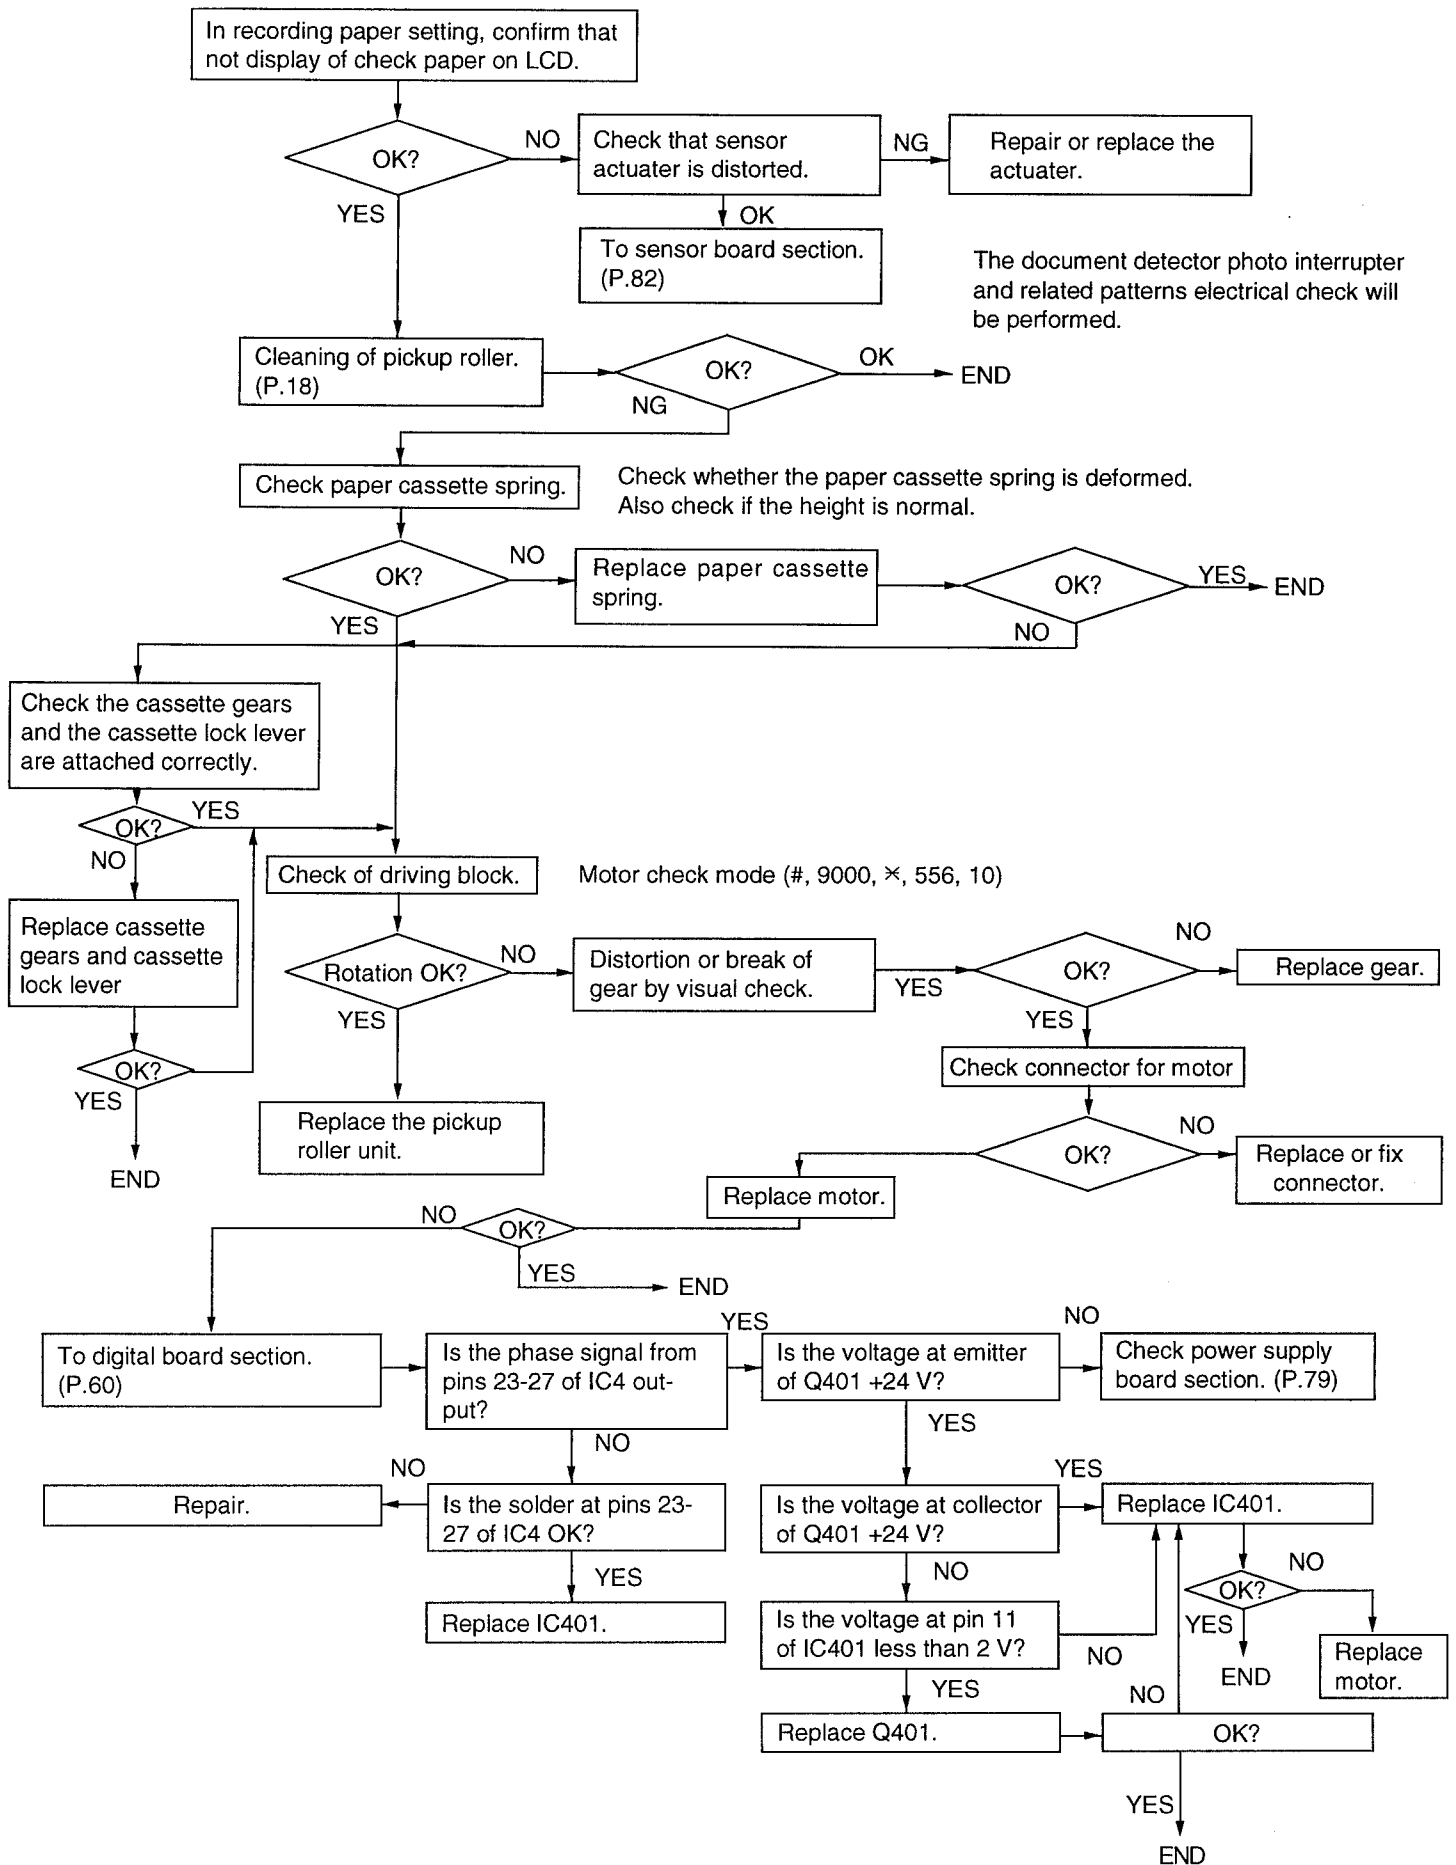 In recording paper setting, confirm that
not display of check paper on LCD.
OK?
NO
Check that sensor
actuater is distorted.
NG
Repair or replace the
actuater.
YES
OK
To sensor board section.
(P.82)
The document detector photo interrupter
and related patterns electrical check will
be performed.
Cleaning of pickup roller.
(P.18)
OK?
OK
END
NG
Check paper cassette spring.
Check whether the paper cassette spring is deformed.
Also check if the height is normal.
OK?
NO
Replace paper cassette
spring.
OK?
YES
END
YES
NO
Check the cassette gears
and the cassette lock lever
are attached correctly.
OK?
YES
NO
Check of driving block.
Motor check mode (#, 9000, ✕, 556, 10)
Replace cassette
gears and cassette
lock lever
Rotation OK?
NO
Distortion or break of
gear by visual check.
YES
OK?
NO
Replace gear.
YES
YES
OK?
YES
END
Check connector for motor
Replace the pickup
roller unit.
OK?
NO
Replace or fix
connector.
Replace motor.
NO
OK?
YES
END
To digital board section.
(P.60)
Is the phase signal from
pins 23-27 of IC4 out-
put?
YES
Is the voltage at emitter
of Q401 +24 V?
NO
Check power supply
board section. (P.79)
NO
YES
Repair.
NO
Is the solder at pins 23-
27 of IC4 OK?
Is the voltage at collector
of Q401 +24 V?
YES
Replace IC401.
YES
NO
OK?
NO
YES
END
Replace
motor.
Replace IC401.
Is the voltage at pin 11
of IC401 less than 2 V?
NO
YES
NO
Replace Q401.
OK?
YES
END